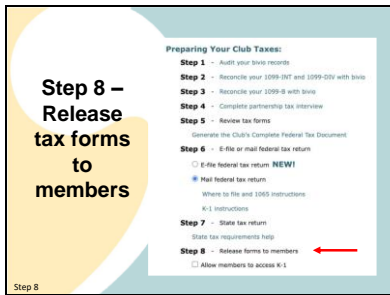 Step 8 –
Release
tax forms
to
members
Preparing Your Club Taxes:
Step 1 - Audit your bivio records
Step 2 - Reconcile your 1099-INT and 1099-DIV with bivio
Step 3 - Reconcile your 1099-B with bivio
Step 4 - Complete partnership tax interview
Step 5 - Review tax forms
Generate the Club's Complete Federal Tax Document
Step 6 - E-file or mail federal tax return
E-file federal tax return NEW!
Mail federal tax return
Where to file and 1065 instructions
K-1 instructions
Step 7 - State tax return
State tax requirements help
Step 8 - Release forms to members
Allow members to access K-1
Step 8